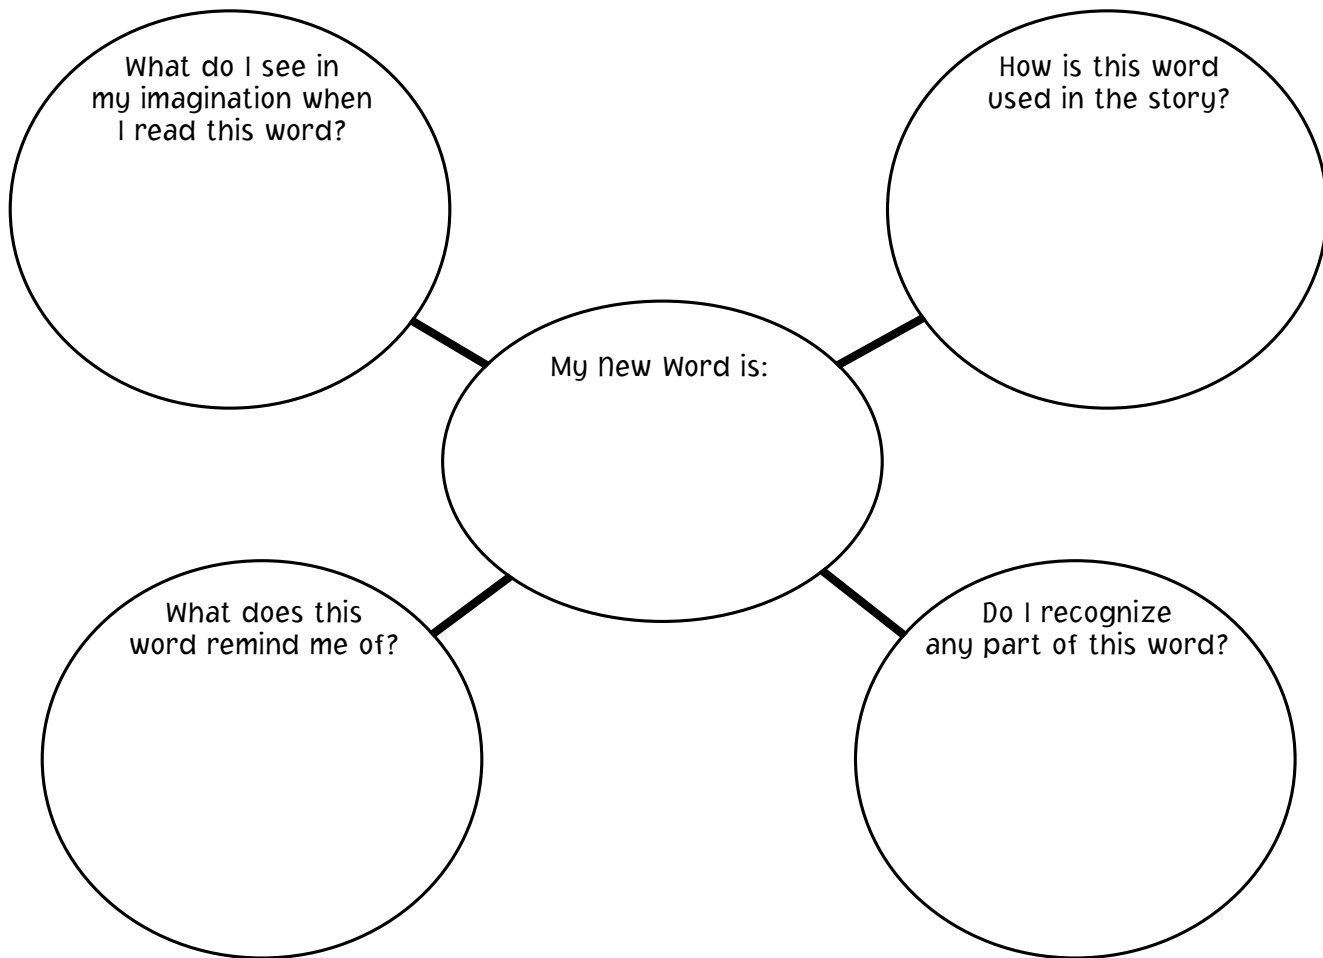 What do I see in
my imagination when
I read this word?
How is this word
used in the story?
My New Word is:
What does this
word remind me of?
Do I recognize
any part of this word?